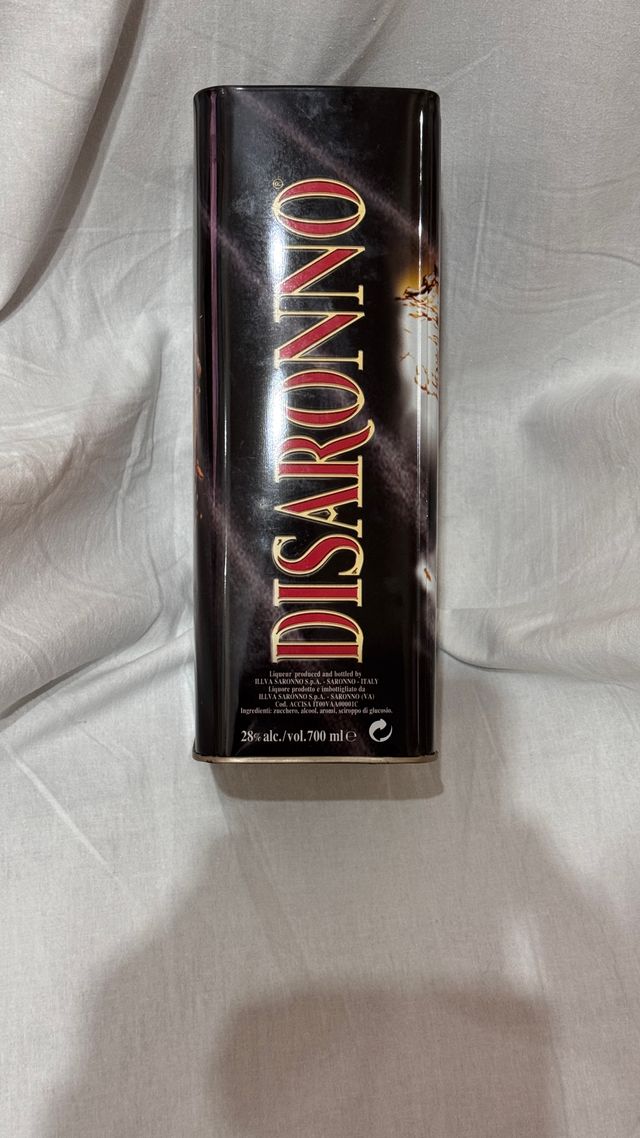 DISARONNO®
Liqueur produced and bottled by
ILLVA SARONNO S.p.A. - SARONNO - ITALY
Liquore prodotto e imbottigliato da
ILLVA SARONNO S.p.A. - SARONNO (VA)
Cod. ACCISA IT00VAA00001C
Ingredienti: zucchero, alcool, aromi, sciroppo di glucosio.
28% alc./vol. 700 ml ℮